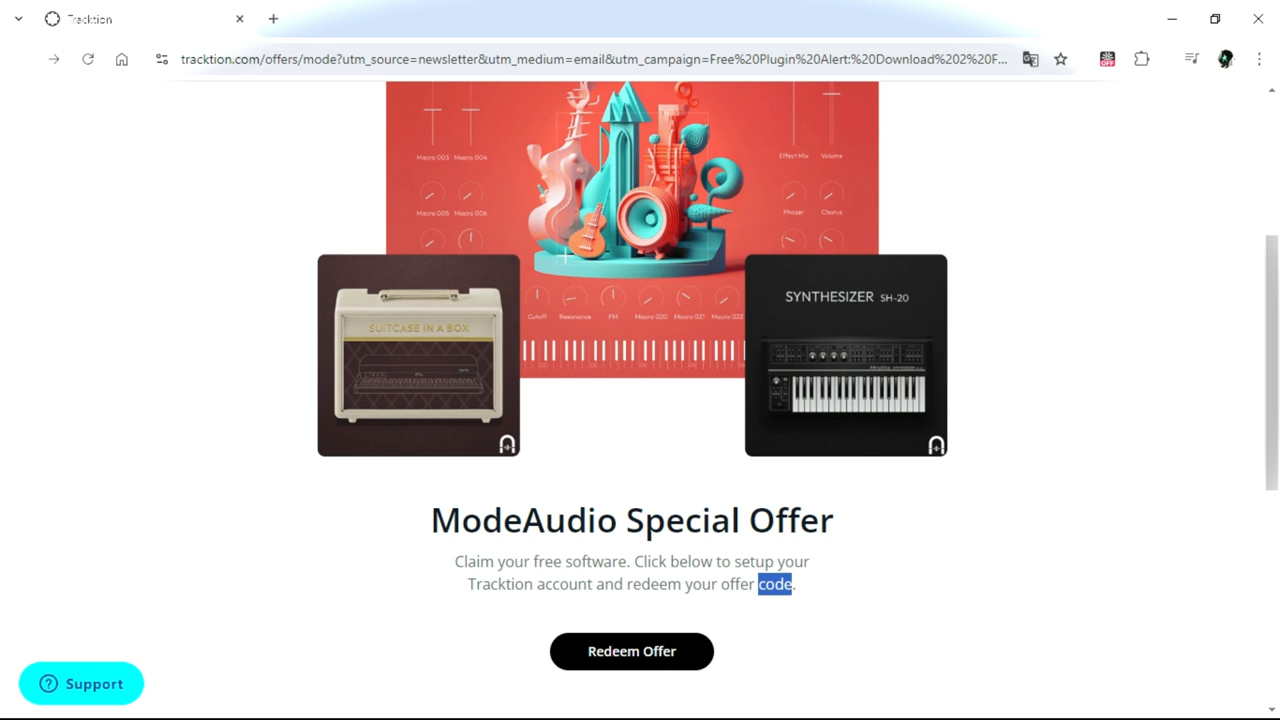 Tracktion
tracktion.com/offers/mode?utm_source=newsletter&utm_medium=email&utm_campaign=Free%20Plugin%20Alert:%20Download%202%20F...
OFF
Macro 003 Macro 004
Effect Mix Volume
Macro 005 Macro 006
Phaser Chorus
SUITCASE IN A BOX
Cutoff Resonance FM Macro 020 Macro 021 Macro 022
SYNTHESIZER SH-20
ModeAudio Special Offer
Claim your free software. Click below to setup your
Tracktion account and redeem your offer code.
Redeem Offer
Support